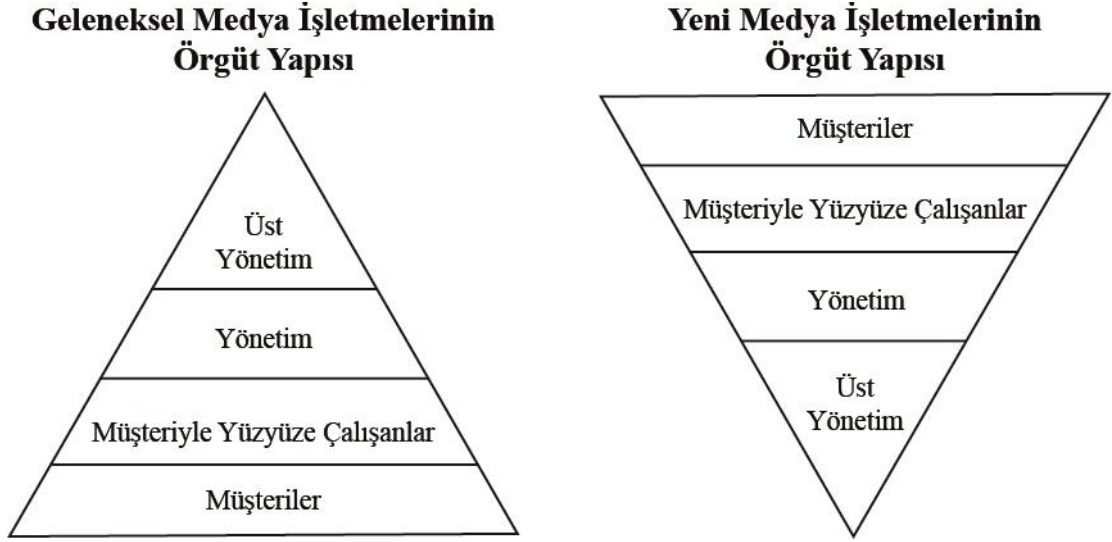 Geleneksel Medya İşletmelerinin
Örgüt Yapısı
Üst
Yönetim
Yönetim
Müşteriyle Yüzyüze Çalışanlar
Müşteriler
Yeni Medya İşletmelerinin
Örgüt Yapısı
Müşteriler
Müşteriyle Yüzyüze Çalışanlar
Yönetim
Üst
Yönetim